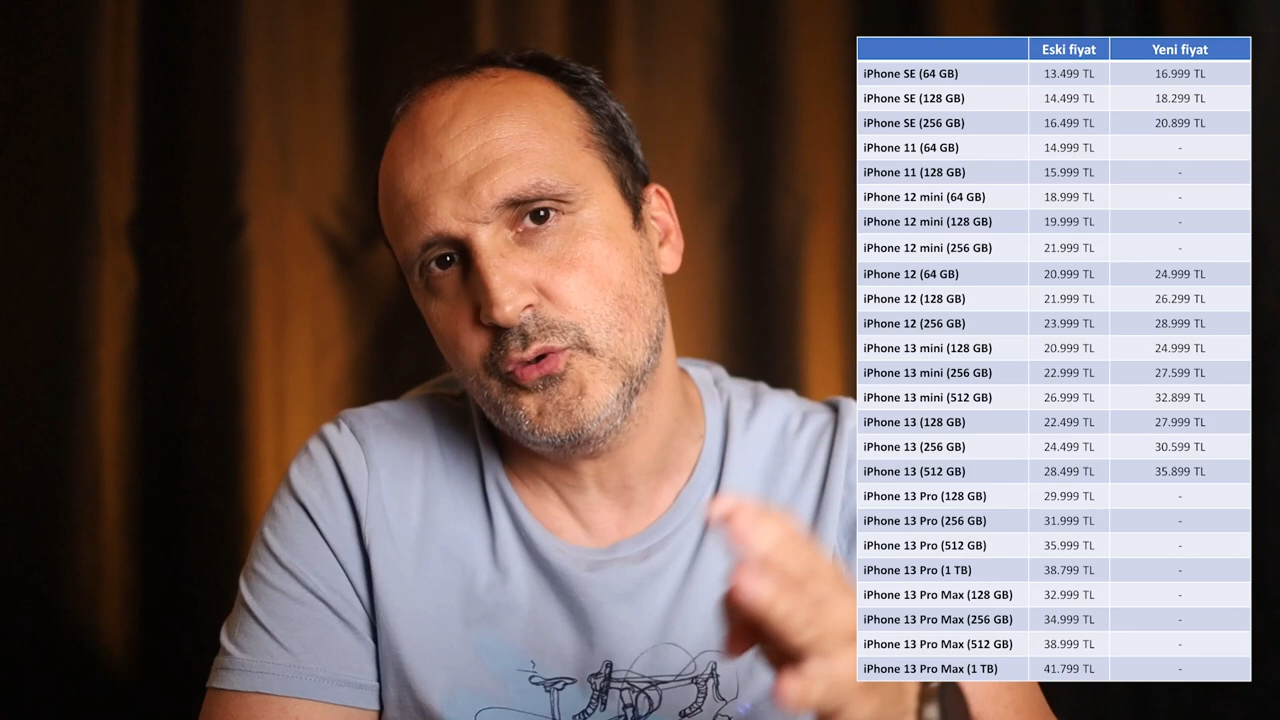 Eski fiyat Yeni fiyat
iPhone SE (64 GB) 13.499 TL 16.999 TL
iPhone SE (128 GB) 14.499 TL 18.299 TL
iPhone SE (256 GB) 16.499 TL 20.899 TL
iPhone 11 (64 GB) 14.999 TL -
iPhone 11 (128 GB) 15.999 TL -
iPhone 12 mini (64 GB) 18.999 TL -
iPhone 12 mini (128 GB) 19.999 TL -
iPhone 12 mini (256 GB) 21.999 TL -
iPhone 12 (64 GB) 20.999 TL 24.999 TL
iPhone 12 (128 GB) 21.999 TL 26.299 TL
iPhone 12 (256 GB) 23.999 TL 28.999 TL
iPhone 13 mini (128 GB) 20.999 TL 24.999 TL
iPhone 13 mini (256 GB) 22.999 TL 27.599 TL
iPhone 13 mini (512 GB) 26.999 TL 32.899 TL
iPhone 13 (128 GB) 22.499 TL 27.999 TL
iPhone 13 (256 GB) 24.499 TL 30.599 TL
iPhone 13 (512 GB) 28.499 TL 35.899 TL
iPhone 13 Pro (128 GB) 29.999 TL -
iPhone 13 Pro (256 GB) 31.999 TL -
iPhone 13 Pro (512 GB) 35.999 TL -
iPhone 13 Pro (1 TB) 38.799 TL -
iPhone 13 Pro Max (128 GB) 32.999 TL -
iPhone 13 Pro Max (256 GB) 34.999 TL -
iPhone 13 Pro Max (512 GB) 38.999 TL -
iPhone 13 Pro Max (1 TB) 41.799 TL -